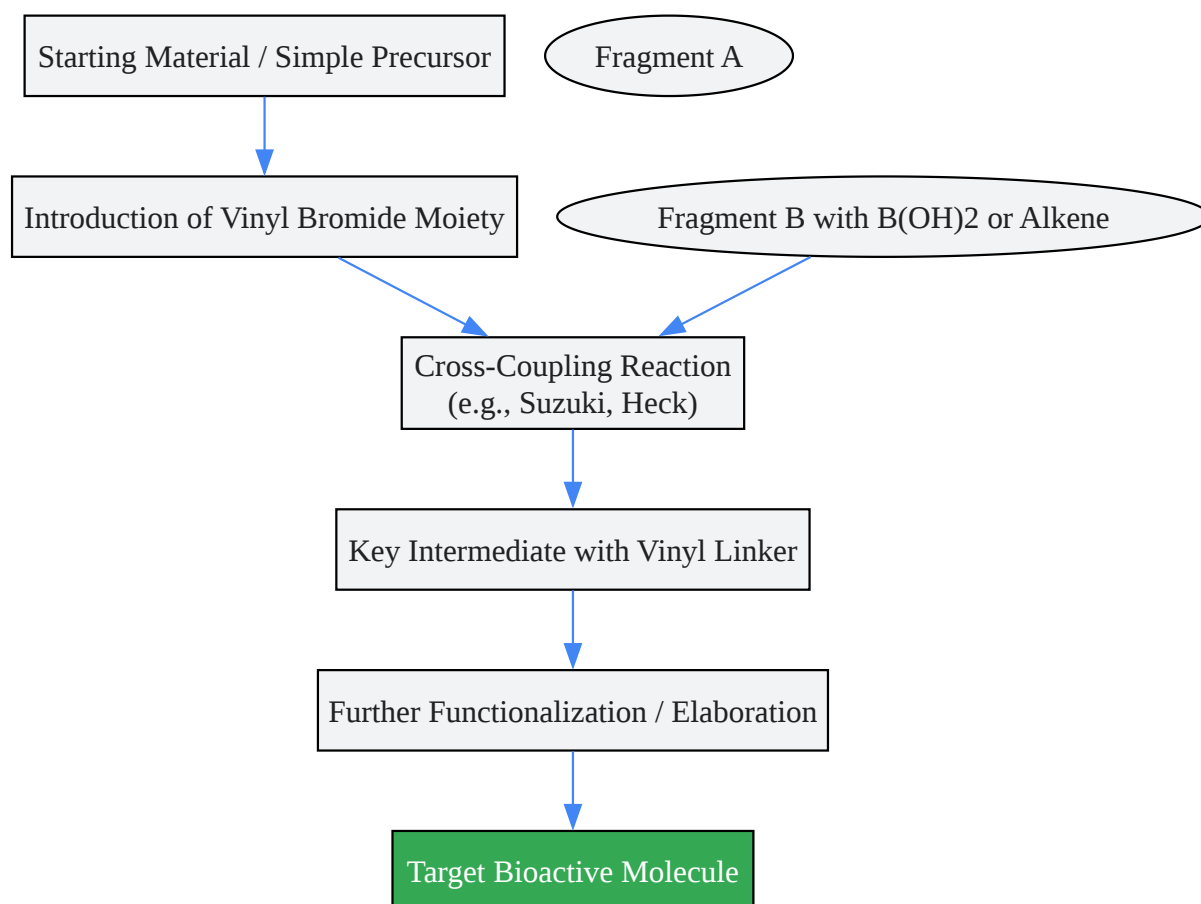 Starting Material / Simple Precursor
Fragment A
Introduction of Vinyl Bromide Moiety
Fragment B with B(OH)2 or Alkene
Cross-Coupling Reaction
(e.g., Suzuki, Heck)
Key Intermediate with Vinyl Linker
Further Functionalization / Elaboration
Target Bioactive Molecule